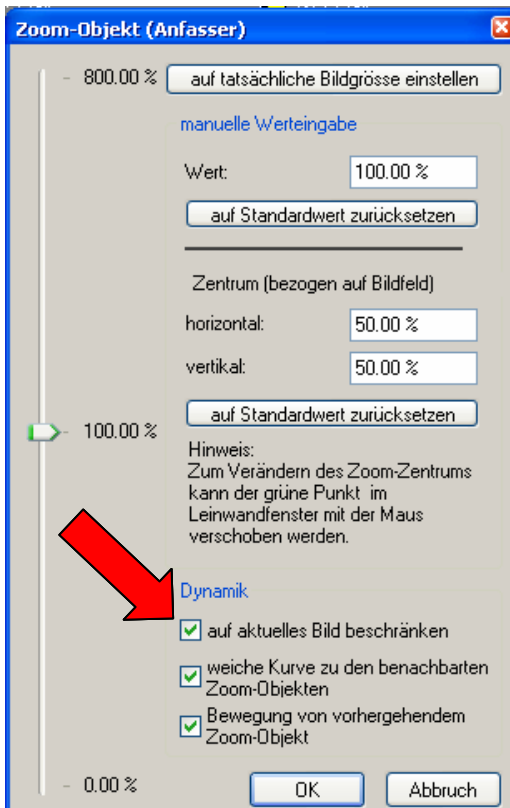 Zoom-Objekt (Anfasser)
800.00 %
auf tatsächliche Bildgrösse einstellen
manuelle Werteingabe
Wert: 100.00 %
auf Standardwert zurücksetzen
Zentrum (bezogen auf Bildfeld)
horizontal: 50.00 %
vertikal: 50.00 %
auf Standardwert zurücksetzen
100.00 %
Hinweis:
Zum Verändern des Zoom-Zentrums
kann der grüne Punkt im
Leinwandfenster mit der Maus
verschoben werden.
Dynamik
auf aktuelles Bild beschränken
weiche Kurve zu den benachbarten
Zoom-Objekten
Bewegung von vorhergehendem
Zoom-Objekt
0.00 %
OK Abbruch